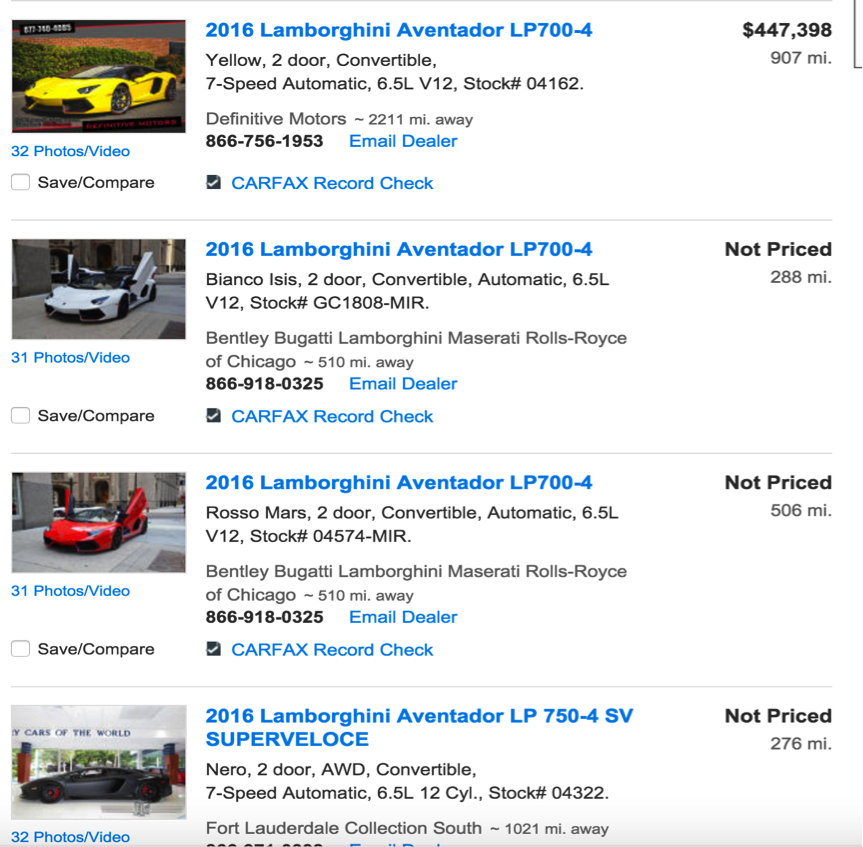 877-740-4085
DEFINITIVE MOTORS
2016 Lamborghini Aventador LP700-4
$447,398
Yellow, 2 door, Convertible,
907 mi.
7-Speed Automatic, 6.5L V12, Stock# 04162.
Definitive Motors ~ 2211 mi. away
866-756-1953 Email Dealer
32 Photos/Video
Save/Compare
CARFAX Record Check
2016 Lamborghini Aventador LP700-4
Not Priced
Bianco Isis, 2 door, Convertible, Automatic, 6.5L
288 mi.
V12, Stock# GC1808-MIR.
Bentley Bugatti Lamborghini Maserati Rolls-Royce
of Chicago ~ 510 mi. away
31 Photos/Video
866-918-0325 Email Dealer
Save/Compare
CARFAX Record Check
2016 Lamborghini Aventador LP700-4
Not Priced
Rosso Mars, 2 door, Convertible, Automatic, 6.5L
506 mi.
V12, Stock# 04574-MIR.
Bentley Bugatti Lamborghini Maserati Rolls-Royce
of Chicago ~ 510 mi. away
31 Photos/Video
866-918-0325 Email Dealer
Save/Compare
CARFAX Record Check
Y CARS OF THE WORLD
2016 Lamborghini Aventador LP 750-4 SV
Not Priced
SUPERVELOCE
276 mi.
Nero, 2 door, AWD, Convertible,
7-Speed Automatic, 6.5L 12 Cyl., Stock# 04322.
Fort Lauderdale Collection South ~ 1021 mi. away
32 Photos/Video